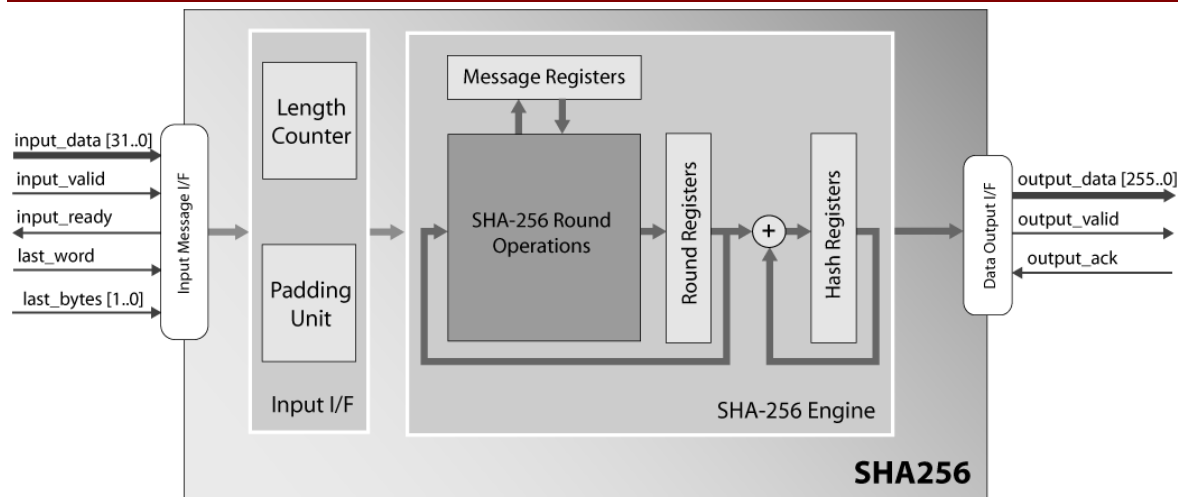 input_data [31..0]
input_valid
input_ready
last_word
last_bytes [1..0]
Input Message I/F
Length
Counter
Padding
Unit
Input I/F
Message Registers
SHA-256 Round
Operations
Round Registers
+
Hash Registers
SHA-256 Engine
Data Output I/F
output_data [255..0]
output_valid
output_ack
SHA256